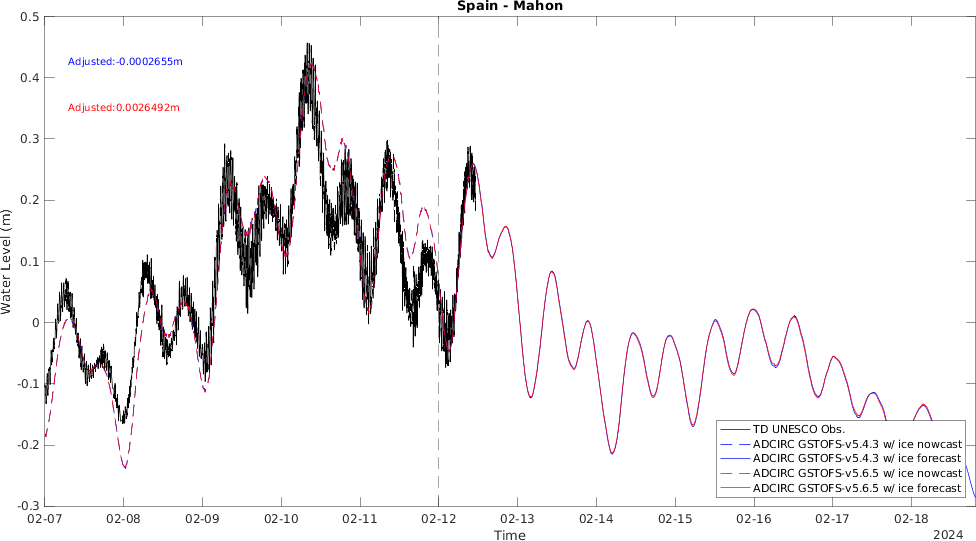 Spain - Mahon
Adjusted:-0.0002655m
Adjusted:0.0026492m
Water Level (m)
0.5
0.4
0.3
0.2
0.1
0
-0.1
-0.2
-0.3
TD UNESCO Obs.
ADCIRC GSTOFS-v5.4.3 w/ ice nowcast
ADCIRC GSTOFS-v5.4.3 w/ ice forecast
ADCIRC GSTOFS-v5.6.5 w/ ice nowcast
ADCIRC GSTOFS-v5.6.5 w/ ice forecast
02-07 02-08 02-09 02-10 02-11 02-12 02-13 02-14 02-15 02-16 02-17 02-18
Time
2024